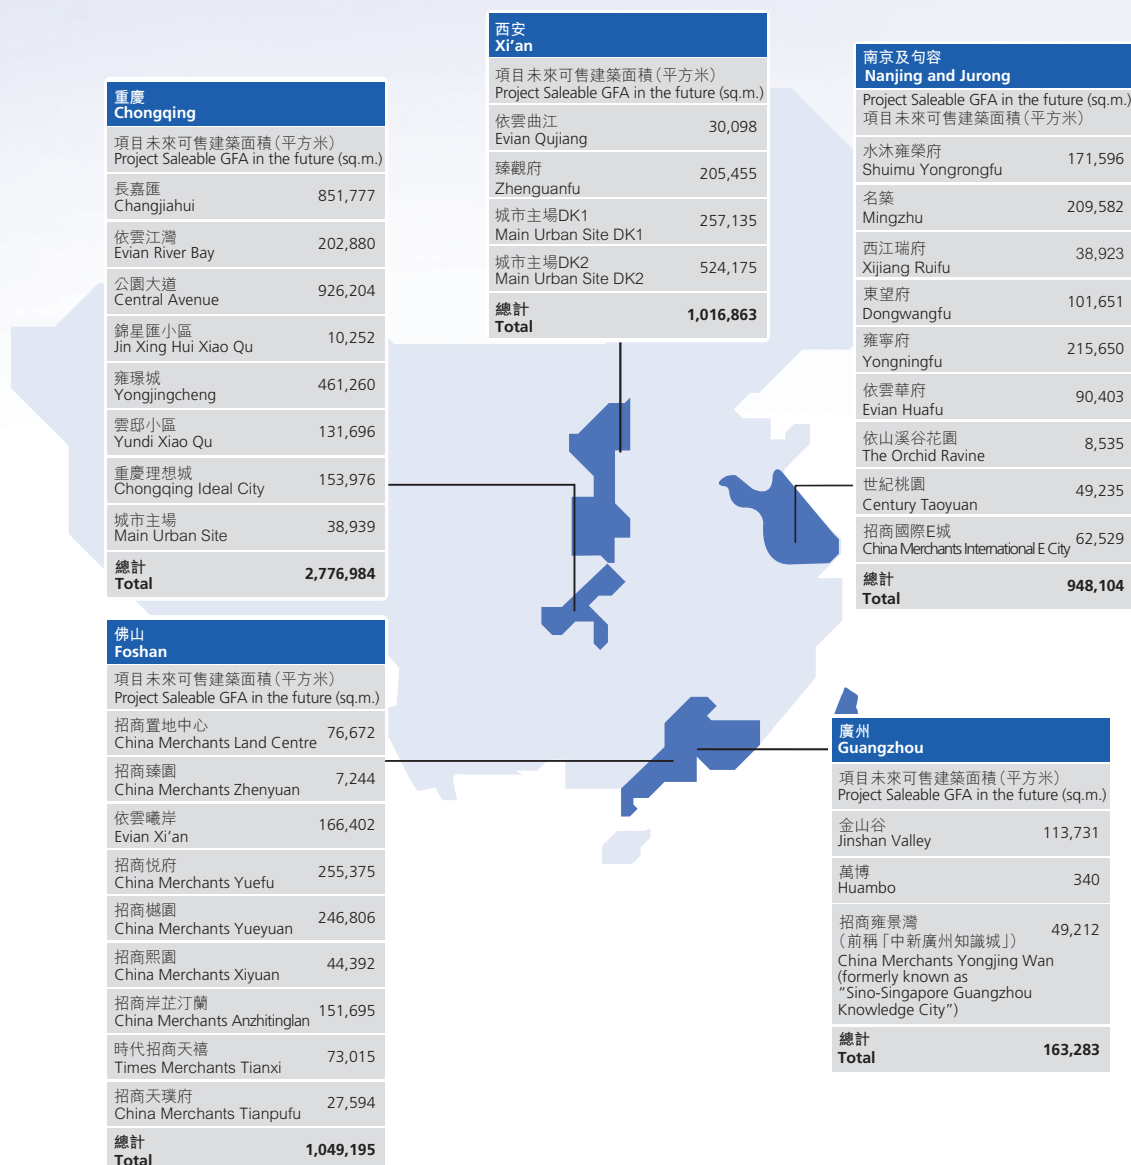 西安
Xi’an
項目未來可售建築面積(平方米)
Project Saleable GFA in the future (sq.m.)
依雲曲江
Evian Qujiang
30,098
臻觀府
Zhenguanfu
205,455
城市主場DK1
Main Urban Site DK1
257,135
城市主場DK2
Main Urban Site DK2
524,175
總計
Total
1,016,863
南京及句容
Nanjing and Jurong
Project Saleable GFA in the future (sq.m.)
項目未來可售建築面積(平方米)
水沐雍榮府
Shuimu Yongrongfu
171,596
名築
Mingzhu
209,582
西江瑞府
Xijiang Ruifu
38,923
東望府
Dongwangfu
101,651
雍寧府
Yongningfu
215,650
依雲華府
Evian Huafu
90,403
依山溪谷花園
The Orchid Ravine
8,535
世紀桃園
Century Taoyuan
49,235
招商國際E城
China Merchants International E City
62,529
總計
Total
948,104
重慶
Chongqing
項目未來可售建築面積(平方米)
Project Saleable GFA in the future (sq.m.)
長嘉匯
Changjiahui
851,777
依雲江灣
Evian River Bay
202,880
公園大道
Central Avenue
926,204
錦星匯小區
Jin Xing Hui Xiao Qu
10,252
雍璟城
Yongjingcheng
461,260
雲邸小區
Yundi Xiao Qu
131,696
重慶理想城
Chongqing Ideal City
153,976
城市主場
Main Urban Site
38,939
總計
Total
2,776,984
佛山
Foshan
項目未來可售建築面積(平方米)
Project Saleable GFA in the future (sq.m.)
招商置地中心
China Merchants Land Centre
76,672
招商臻園
China Merchants Zhenyuan
7,244
依雲曦岸
Evian Xi’an
166,402
招商悦府
China Merchants Yuefu
255,375
招商樾園
China Merchants Yueyuan
246,806
招商熙園
China Merchants Xiyuan
44,392
招商岸芷汀蘭
China Merchants Anzhitinglan
151,695
時代招商天禧
Times Merchants Tianxi
73,015
招商天璞府
China Merchants Tianpufu
27,594
總計
Total
1,049,195
廣州
Guangzhou
項目未來可售建築面積(平方米)
Project Saleable GFA in the future (sq.m.)
金山谷
Jinshan Valley
113,731
萬博
Huambo
340
招商雍景灣
(前稱「中新廣州知識城」)
China Merchants Yongjing Wan
(formerly known as
“Sino-Singapore Guangzhou
Knowledge City”)
49,212
總計
Total
163,283